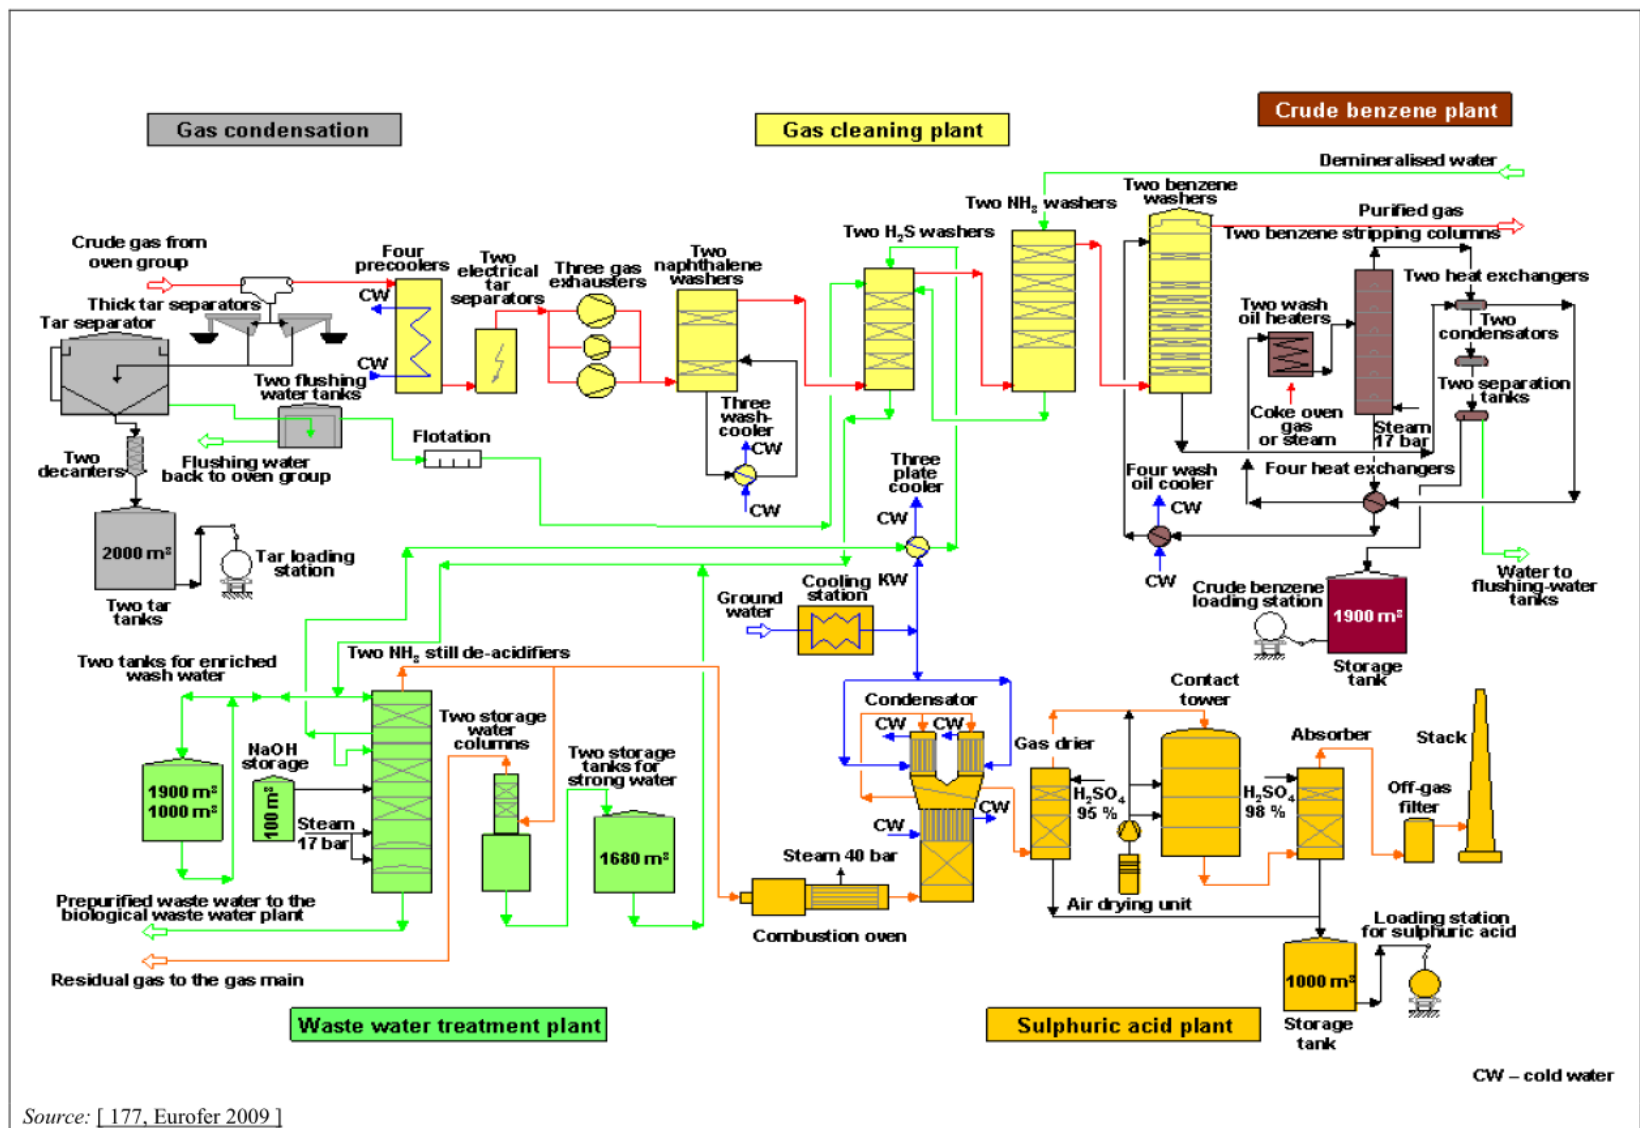 Gas condensation
Gas cleaning plant
Crude benzene plant
Demineralised water
Two benzene
washers
Two NH₃ washers
Purified gas
Two benzene stripping columns
Two H₂S washers
Crude gas from
oven group
Four
precoolers
Two
electrical
tar
separators
Three gas
exhausters
Two
naphthalene
washers
Two heat exchangers
Thick tar separators
CW
Two wash
oil heaters
Tar separator
Two
condensators
CW
Two flushing
water tanks
Two separation
tanks
Three
wash-
cooler
Coke oven
gas
or steam
Steam
17 bar
Flotation
CW
Two
decanters
Flushing water
back to oven group
Three
plate
cooler
Four wash
oil cooler
Four heat exchangers
CW
CW
CW
2000 m³
Tar loading
station
CW
Water to
flushing-water
tanks
Two tar
tanks
Ground
water
Cooling
station
KW
Crude benzene
loading station
1900 m³
Two tanks for enriched
wash water
Two NH₃ still de-acidifiers
Storage
tank
Condensator
Contact
tower
Two storage
water
columns
CW
CW
Gas drier
Absorber
Stack
NaOH
storage
Two storage
tanks for
strong water
1900 m³
1000 m³
100 m³
H₂SO₄
95 %
H₂SO₄
98 %
Off-gas
filter
CW
CW
Steam
17 bar
1680 m³
Steam 40 bar
Prepurified waste water to the
biological waste water plant
Air drying unit
Combustion oven
Loading station
for sulphuric acid
Residual gas to the gas main
1000 m³
Waste water treatment plant
Sulphuric acid plant
Storage
tank
CW – cold water
Source: [ 177, Eurofer 2009 ]